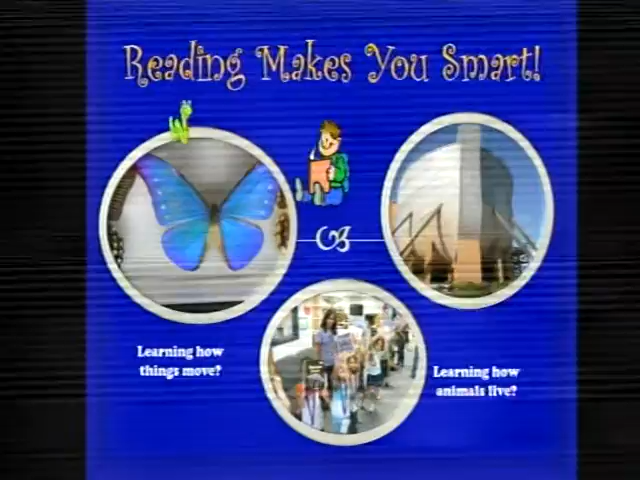 Reading Makes You Smart!
Learning how
things move?
Learning how
animals live?